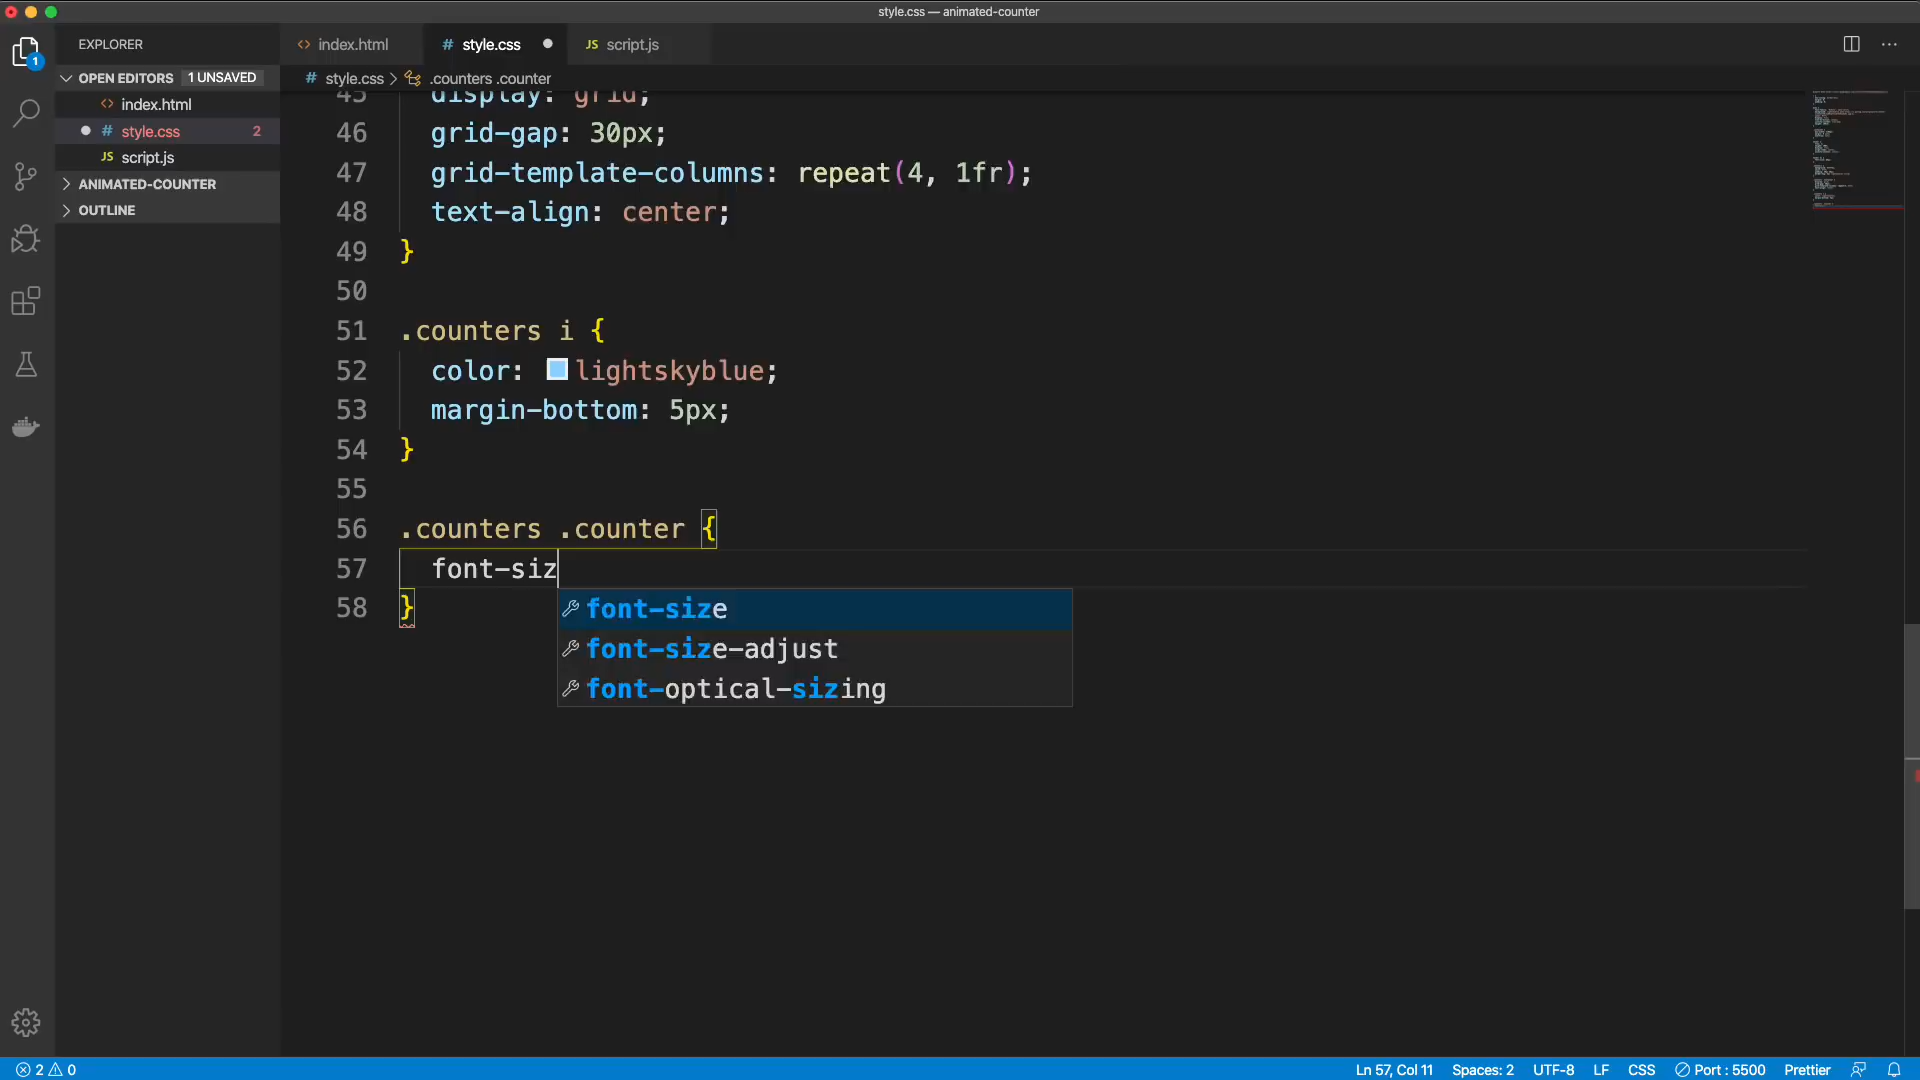 style.css — animated-counter
EXPLORER
index.html
# style.css
JS script.js
1
OPEN EDITORS 1 UNSAVED
# style.css > .counters .counter
index.html
# style.css 2
JS script.js
ANIMATED-COUNTER
OUTLINE
45 display: grid;
46 grid-gap: 30px;
47 grid-template-columns: repeat(4, 1fr);
48 text-align: center;
49 }
50
51 .counters i {
52 color: lightskyblue;
53 margin-bottom: 5px;
54 }
55
56 .counters .counter {
57 font-siz
58 }
font-size
font-size-adjust
font-optical-sizing
2 0
Ln 57, Col 11 Spaces: 2 UTF-8 LF CSS Port : 5500 Prettier